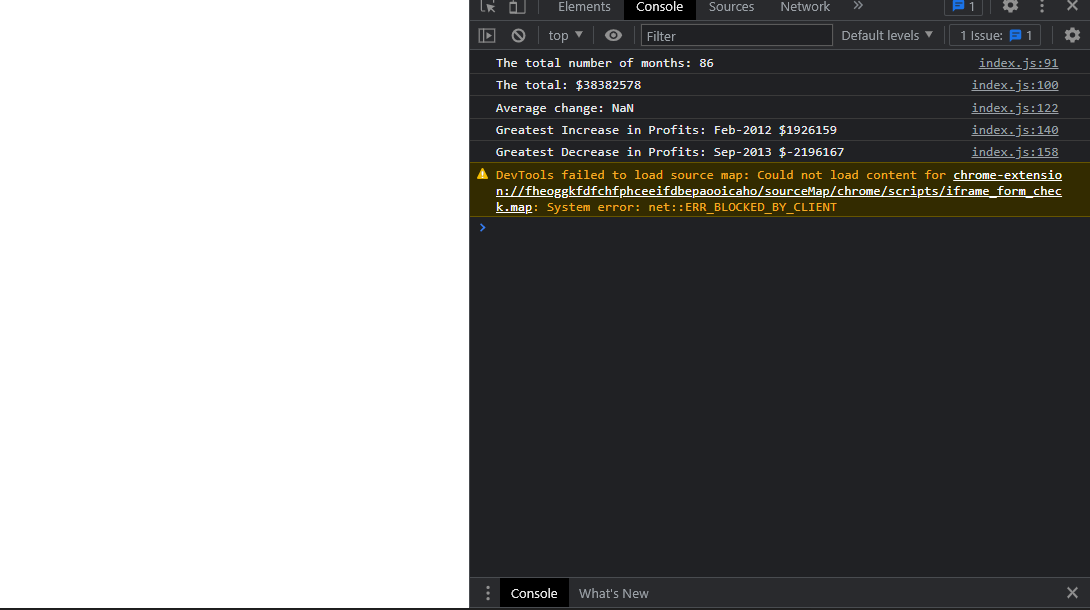 Elements Console Sources Network » 1
top Filter Default levels 1 Issue: 1
The total number of months: 86 index.js:91
The total: $38382578 index.js:100
Average change: NaN index.js:122
Greatest Increase in Profits: Feb-2012 $1926159 index.js:140
Greatest Decrease in Profits: Sep-2013 $-2196167 index.js:158
DevTools failed to load source map: Could not load content for chrome-extensio
n://fheoggkfdfchfphceeifdbepaooicaho/sourceMap/chrome/scripts/iframe_form_chec
k.map: System error: net::ERR_BLOCKED_BY_CLIENT
Console What's New